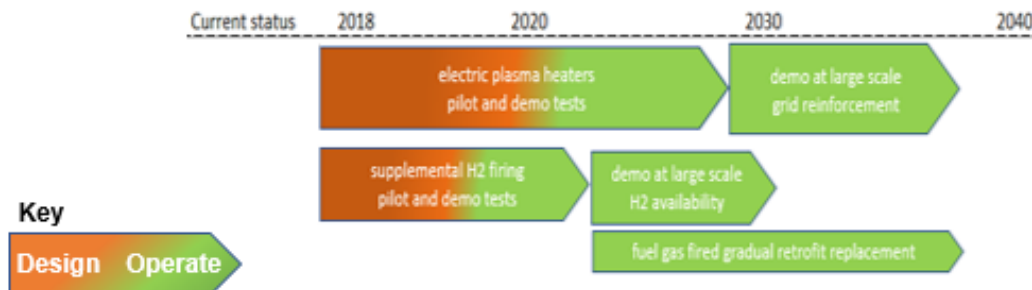 Current status 2018 2020 2030 2040
electric plasma heaters
pilot and demo tests
demo at large scale
grid reinforcement
supplemental H2 firing
pilot and demo tests
demo at large scale
H2 availability
fuel gas fired gradual retrofit replacement
Key
Design Operate